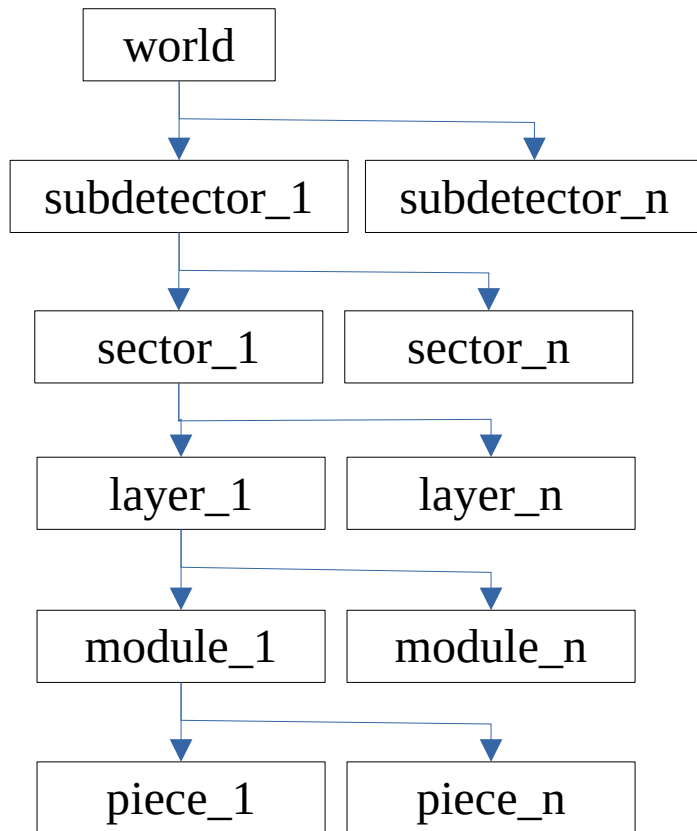 world
subdetector_1
subdetector_n
sector_1
sector_n
layer_1
layer_n
module_1
module_n
piece_1
piece_n